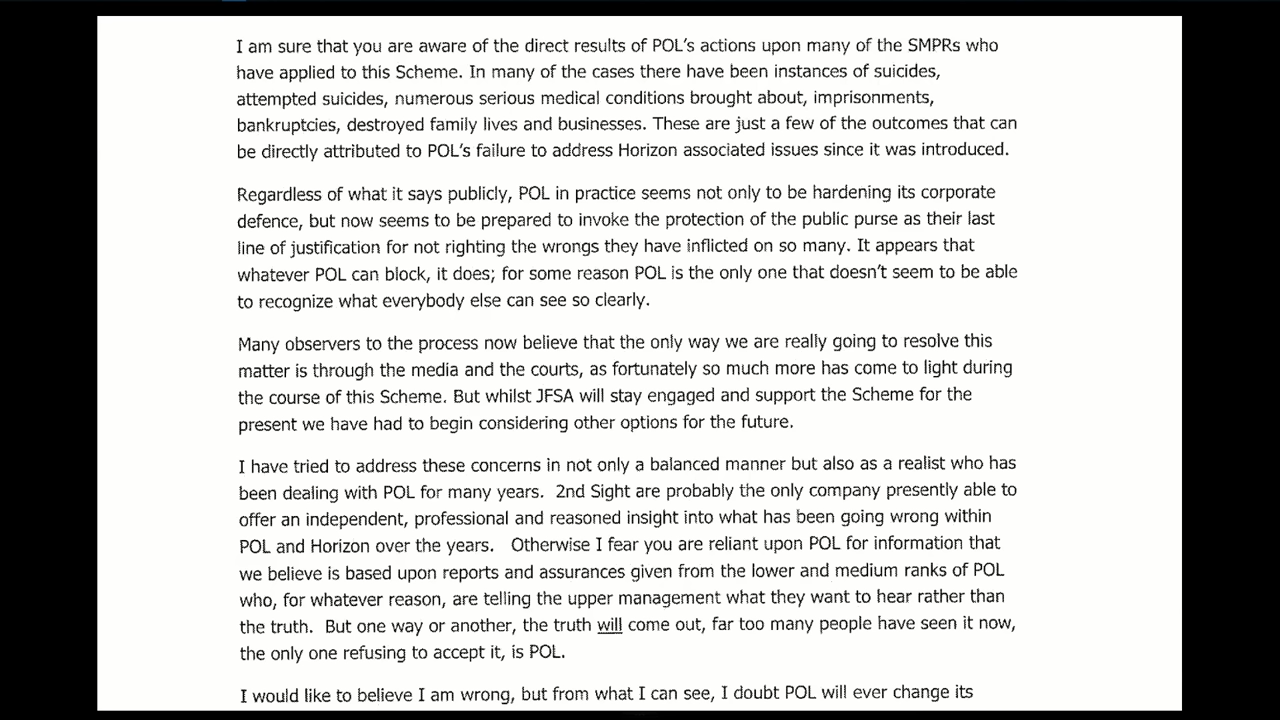 I am sure that you are aware of the direct results of POL's actions upon many of the SMPRs who
have applied to this Scheme. In many of the cases there have been instances of suicides,
attempted suicides, numerous serious medical conditions brought about, imprisonments,
bankruptcies, destroyed family lives and businesses. These are just a few of the outcomes that can
be directly attributed to POL's failure to address Horizon associated issues since it was introduced.
Regardless of what it says publicly, POL in practice seems not only to be hardening its corporate
defence, but now seems to be prepared to invoke the protection of the public purse as their last
line of justification for not righting the wrongs they have inflicted on so many. It appears that
whatever POL can block, it does; for some reason POL is the only one that doesn't seem to be able
to recognize what everybody else can see so clearly.
Many observers to the process now believe that the only way we are really going to resolve this
matter is through the media and the courts, as fortunately so much more has come to light during
the course of this Scheme. But whilst JFSA will stay engaged and support the Scheme for the
present we have had to begin considering other options for the future.
I have tried to address these concerns in not only a balanced manner but also as a realist who has
been dealing with POL for many years. 2nd Sight are probably the only company presently able to
offer an independent, professional and reasoned insight into what has been going wrong within
POL and Horizon over the years. Otherwise I fear you are reliant upon POL for information that
we believe is based upon reports and assurances given from the lower and medium ranks of POL
who, for whatever reason, are telling the upper management what they want to hear rather than
the truth. But one way or another, the truth will come out, far too many people have seen it now,
the only one refusing to accept it, is POL.
I would like to believe I am wrong, but from what I can see, I doubt POL will ever change its